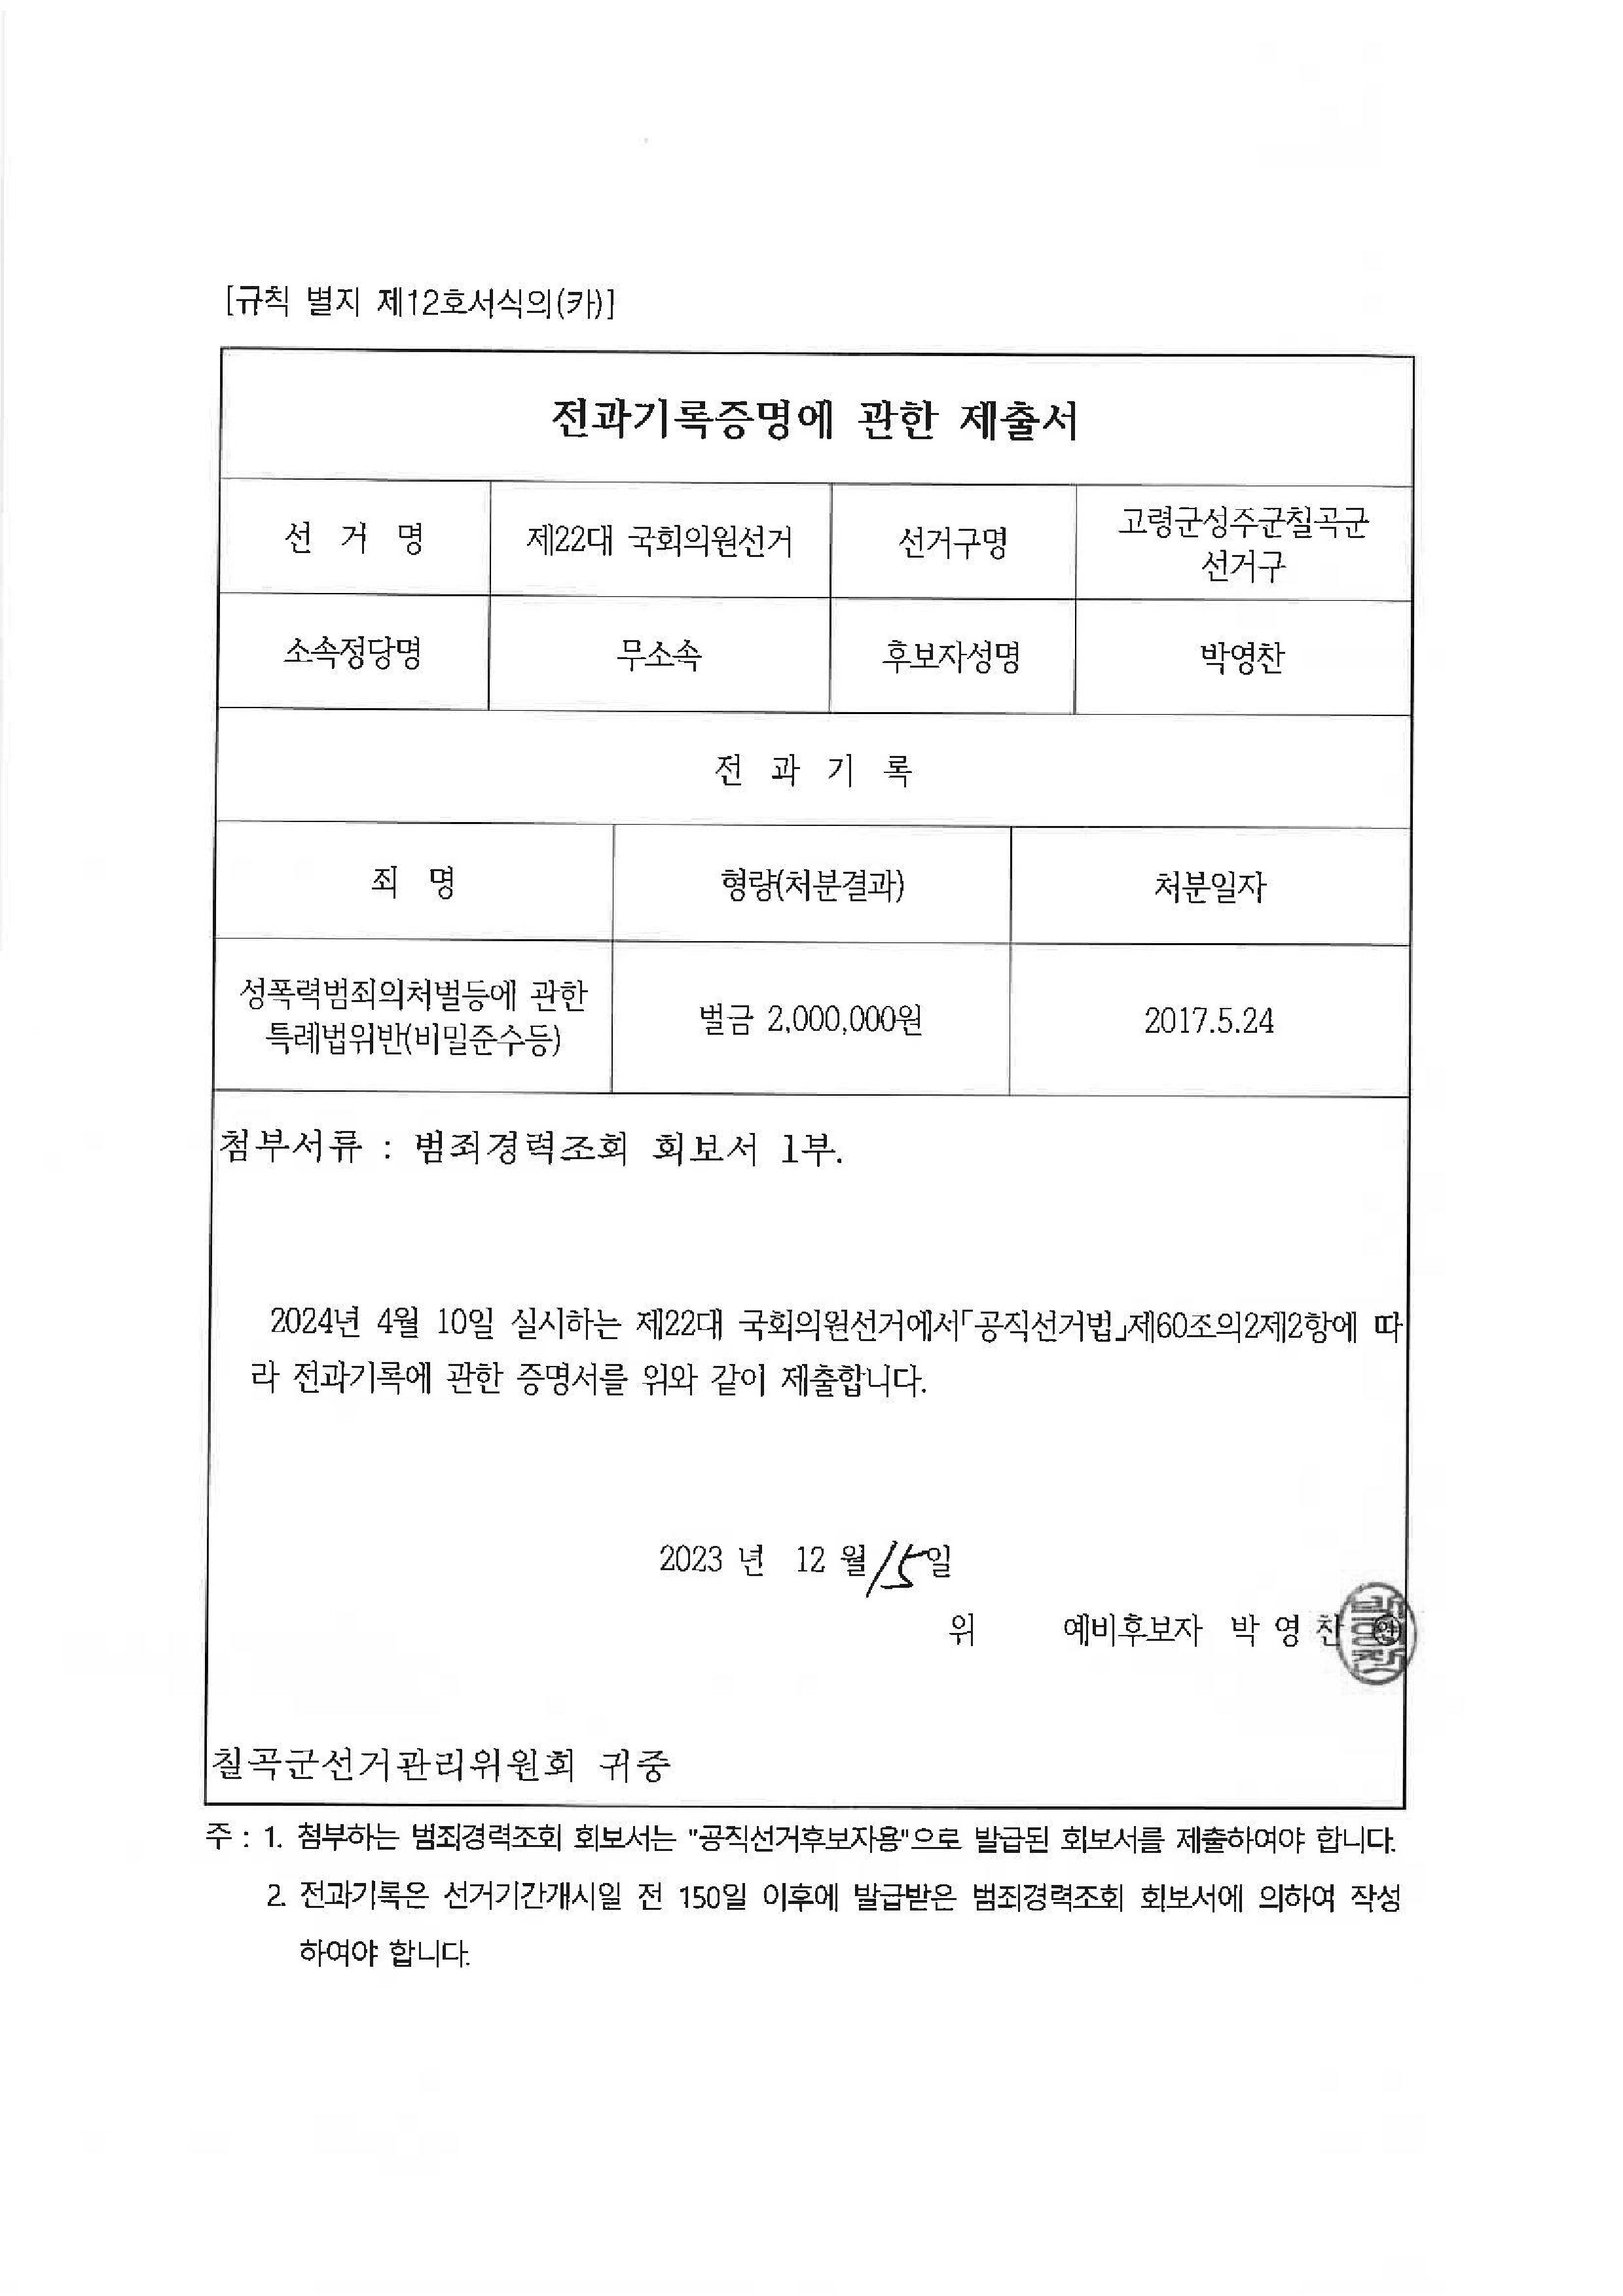 [규칙 별지 제12호서식의(카)]
전과기록증명에 관한 제출서
선 거 명
제22대 국회의원선거
선거구명
고령군성주군칠곡군
선거구
소속정당명
무소속
후보자성명
박영찬
전 과 기 록
죄 명
형량(처분결과)
처분일자
성폭력범죄의처벌등에 관한
특례법위반(비밀준수등)
벌금 2,000,000원
2017.5.24
첨부서류 : 범죄경력조회 회보서 1부.
2024년 4월 10일 실시하는 제22대 국회의원선거에서「공직선거법」제60조의2제2항에 따
라 전과기록에 관한 증명서를 위와 같이 제출합니다.
2023 년 12 월 15일
위 예비후보자 박 영 찬 ㊞
박영찬
칠곡군선거관리위원회 귀중
주 : 1. 첨부하는 범죄경력조회 회보서는 "공직선거후보자용"으로 발급된 회보서를 제출하여야 합니다.
2. 전과기록은 선거기간개시일 전 150일 이후에 발급받은 범죄경력조회 회보서에 의하여 작성
하여야 합니다.